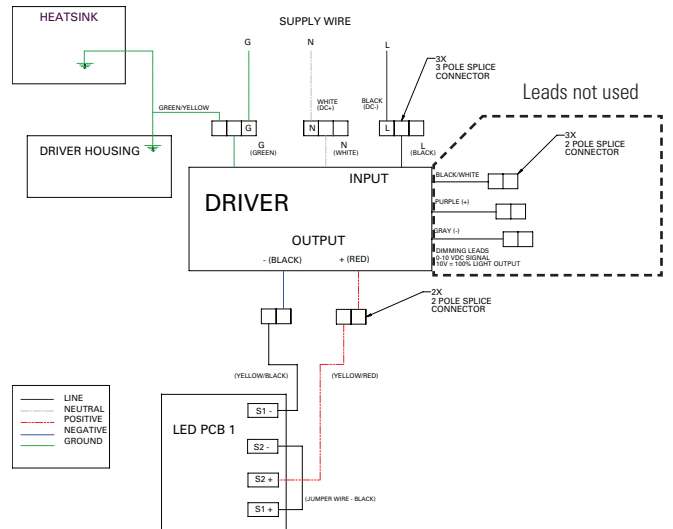 HEATSINK
SUPPLY WIRE
G
N
L
3X
3 POLE SPLICE
CONNECTOR
Leads not used
GREEN/YELLOW
WHITE
(DC+)
BLACK
(DC-)
G
N
L
G
(GREEN)
N
(WHITE)
L
(BLACK)
3X
2 POLE SPLICE
CONNECTOR
DRIVER HOUSING
INPUT
BLACK/WHITE
DRIVER
PURPLE (+)
GRAY (-)
OUTPUT
- (BLACK)
+ (RED)
DIMMING LEADS
0-10 VDC SIGNAL
10V = 100% LIGHT OUTPUT
2X
2 POLE SPLICE
CONNECTOR
(YELLOW/BLACK)
(YELLOW/RED)
LINE
NEUTRAL
POSITIVE
NEGATIVE
GROUND
LED PCB 1
S1 -
S2 -
S2 +
S1 +
(JUMPER WIRE - BLACK)